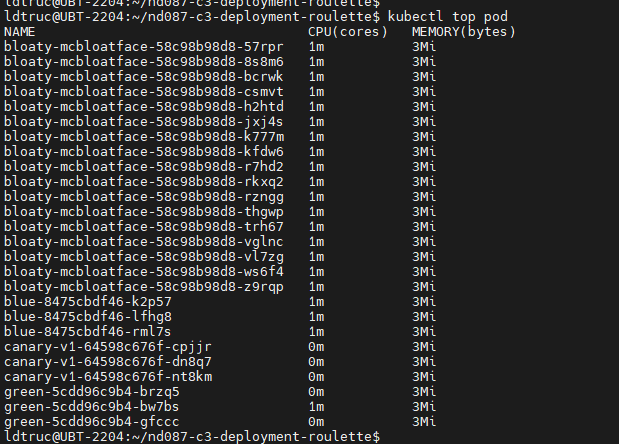 ldtruc@UBT-2204:~/nd087-c3-deployment-roulette$
ldtruc@UBT-2204:~/nd087-c3-deployment-roulette$ kubectl top pod
NAME CPU(cores) MEMORY(bytes)
bloaty-mcbloatface-58c98b98d8-57rpr 1m 3Mi
bloaty-mcbloatface-58c98b98d8-8s8m6 1m 3Mi
bloaty-mcbloatface-58c98b98d8-bcrwk 1m 3Mi
bloaty-mcbloatface-58c98b98d8-csmvt 1m 3Mi
bloaty-mcbloatface-58c98b98d8-h2htd 1m 3Mi
bloaty-mcbloatface-58c98b98d8-jxj4s 1m 3Mi
bloaty-mcbloatface-58c98b98d8-k777m 1m 3Mi
bloaty-mcbloatface-58c98b98d8-kfdw6 1m 3Mi
bloaty-mcbloatface-58c98b98d8-r7hd2 1m 3Mi
bloaty-mcbloatface-58c98b98d8-rkxq2 1m 3Mi
bloaty-mcbloatface-58c98b98d8-rzngg 1m 3Mi
bloaty-mcbloatface-58c98b98d8-thgwp 1m 3Mi
bloaty-mcbloatface-58c98b98d8-trh67 1m 3Mi
bloaty-mcbloatface-58c98b98d8-vglnc 1m 3Mi
bloaty-mcbloatface-58c98b98d8-vl7zg 1m 3Mi
bloaty-mcbloatface-58c98b98d8-ws6f4 1m 3Mi
bloaty-mcbloatface-58c98b98d8-z9rqp 1m 3Mi
blue-8475cbdf46-k2p57 1m 3Mi
blue-8475cbdf46-lfhg8 1m 3Mi
blue-8475cbdf46-rml7s 1m 3Mi
canary-v1-64598c676f-cpjjr 0m 3Mi
canary-v1-64598c676f-dn8q7 0m 3Mi
canary-v1-64598c676f-nt8km 0m 3Mi
green-5cdd96c9b4-brzq5 0m 3Mi
green-5cdd96c9b4-bw7bs 1m 3Mi
green-5cdd96c9b4-gfccc 0m 3Mi
ldtruc@UBT-2204:~/nd087-c3-deployment-roulette$